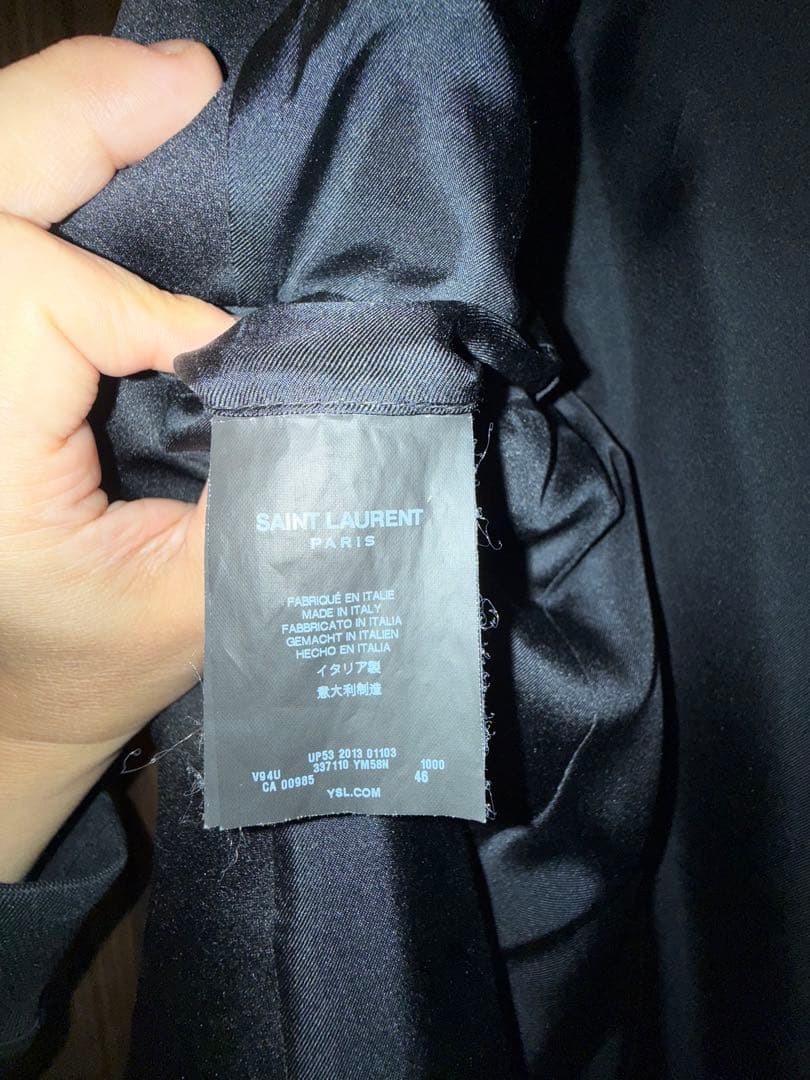 SAINT LAURENT
PARIS
FABRIQUÉ EN ITALIE
MADE IN ITALY
FABBRICATO IN ITALIA
GEMACHT IN ITALIEN
HECHO EN ITALIA
イタリア製
意大利制造
UP53 2013 01103
V94U 337110 YM58N 1000
CA 00985 46
YSL.COM